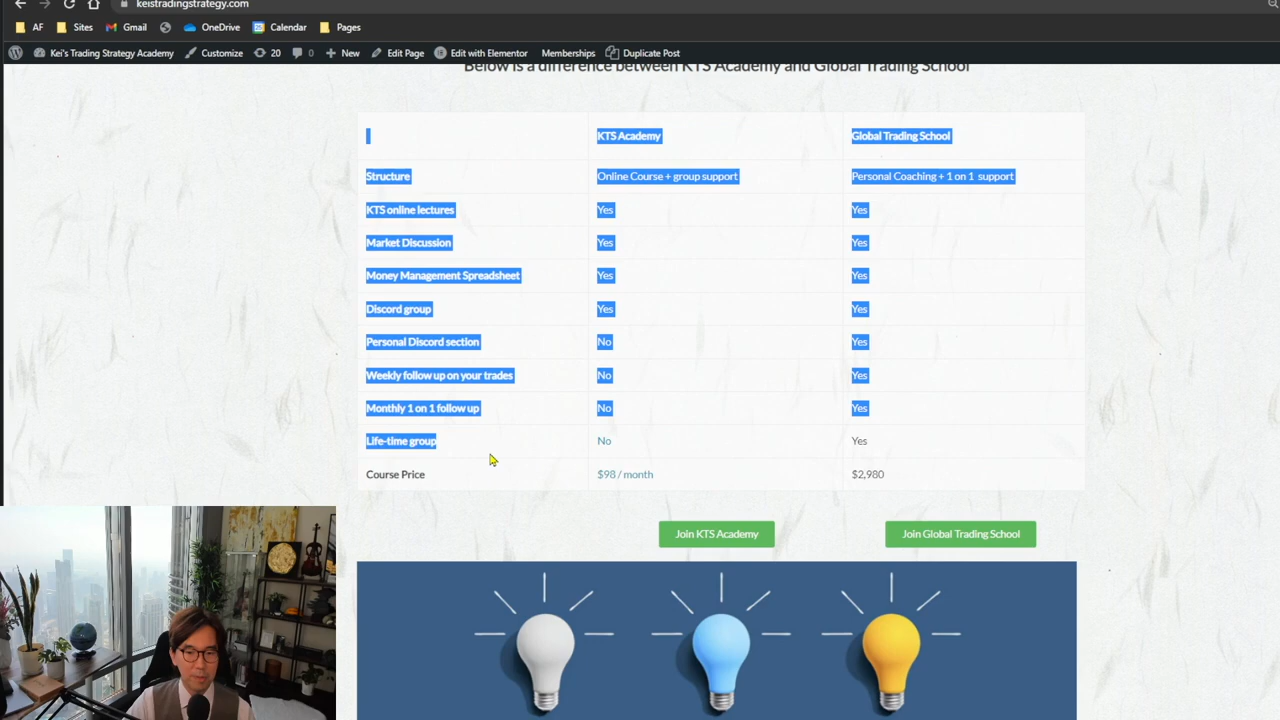 keistradingstrategy.com
AF Sites Gmail OneDrive Calendar Pages
Kei's Trading Strategy Academy Customize 20 0 New Edit Page Edit with Elementor Memberships Duplicate Post
Below is a difference between KTS Academy and Global Trading School
KTS Academy Global Trading School
Structure Online Course + group support Personal Coaching + 1 on 1 support
KTS online lectures Yes Yes
Market Discussion Yes Yes
Money Management Spreadsheet Yes Yes
Discord group Yes Yes
Personal Discord section No Yes
Weekly follow up on your trades No Yes
Monthly 1 on 1 follow up No Yes
Life-time group No Yes
Course Price $98 / month $2,980
Join KTS Academy Join Global Trading School